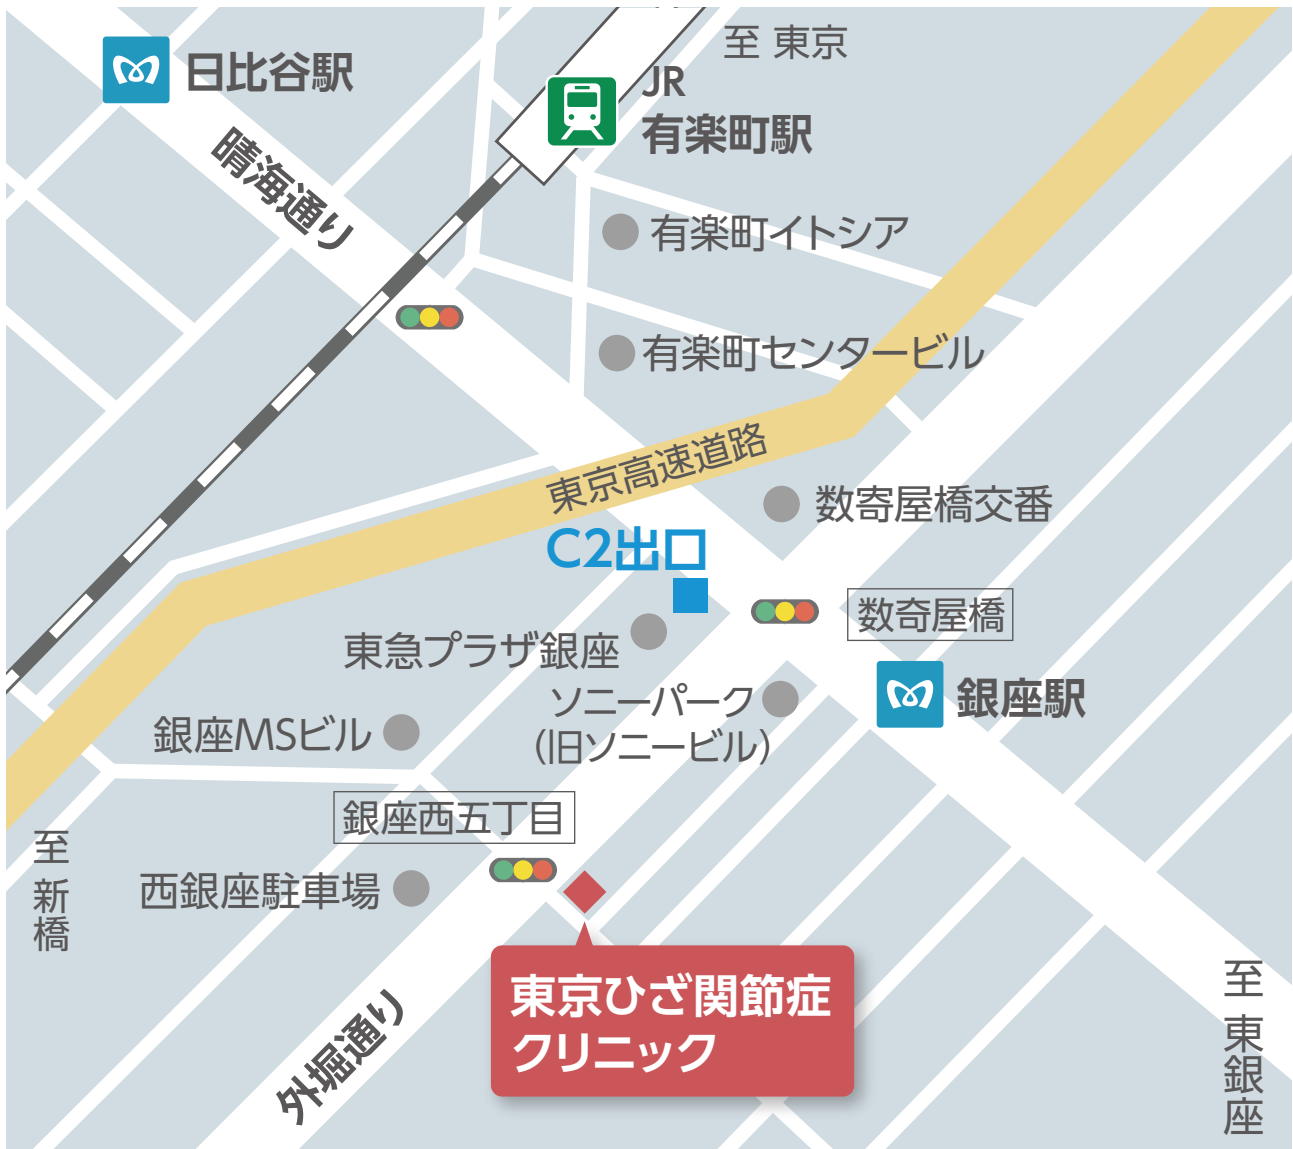 至 東京
日比谷駅
JR
有楽町駅
晴海通り
有楽町イトシア
有楽町センタービル
東京高速道路
数寄屋橋交番
C2出口
数寄屋橋
東急プラザ銀座
銀座駅
ソニーパーク
(旧ソニービル)
銀座MSビル
銀座西五丁目
至 新橋
西銀座駐車場
東京ひざ関節症
クリニック
外堀通り
至 東銀座